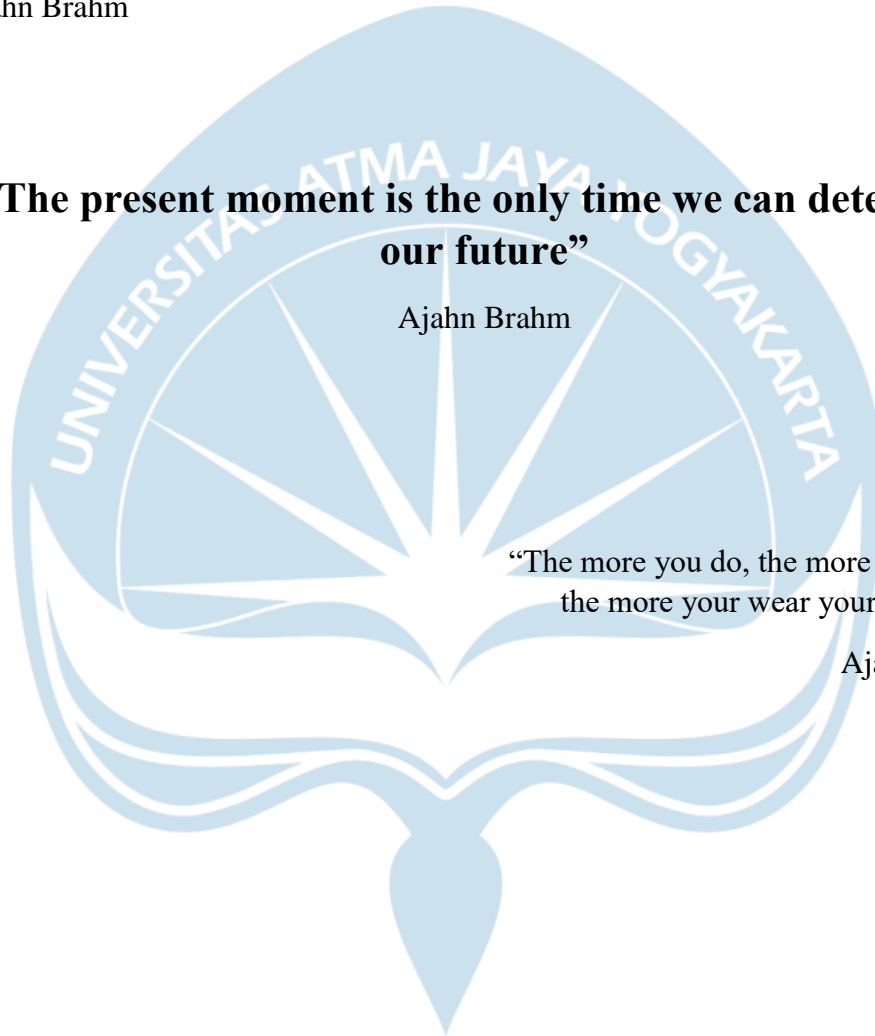 hn Brahm
UNIVERSITAS ATMA JAYA YOGYAKARTA
The present moment is the only time we can dete
our future”
Ajahn Brahm
“The more you do, the more
the more your wear your
Aja